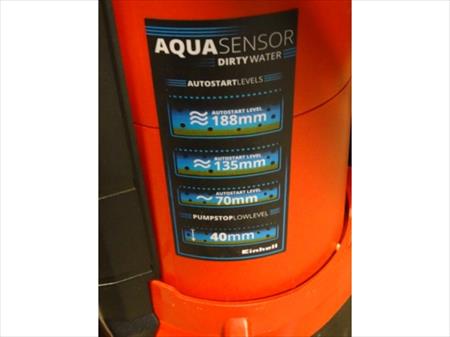 AQUASENSOR
DIRTYWATER
AUTOSTARTLEVELS
AUTOSTART LEVEL
188mm
AUTOSTART LEVEL
135mm
AUTOSTART LEVEL
70mm
PUMPSTOPLOWLEVEL
40mm
Einhell